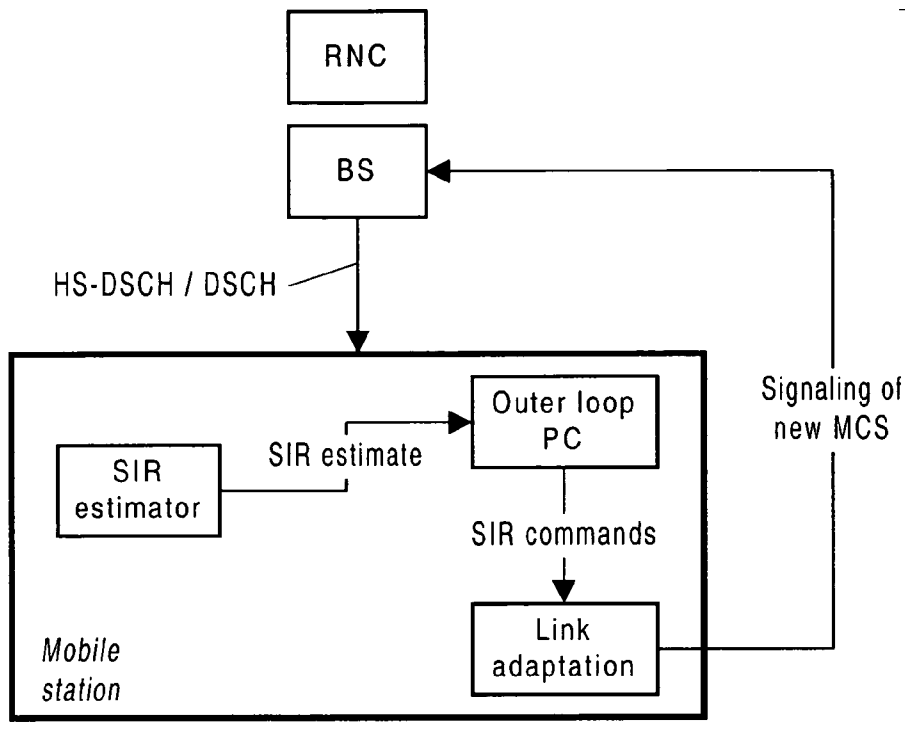 RNC
BS
HS-DSCH / DSCH
Outer loop
PC
Signaling of
new MCS
SIR estimate
SIR
estimator
SIR commands
Link
adaptation
Mobile
station